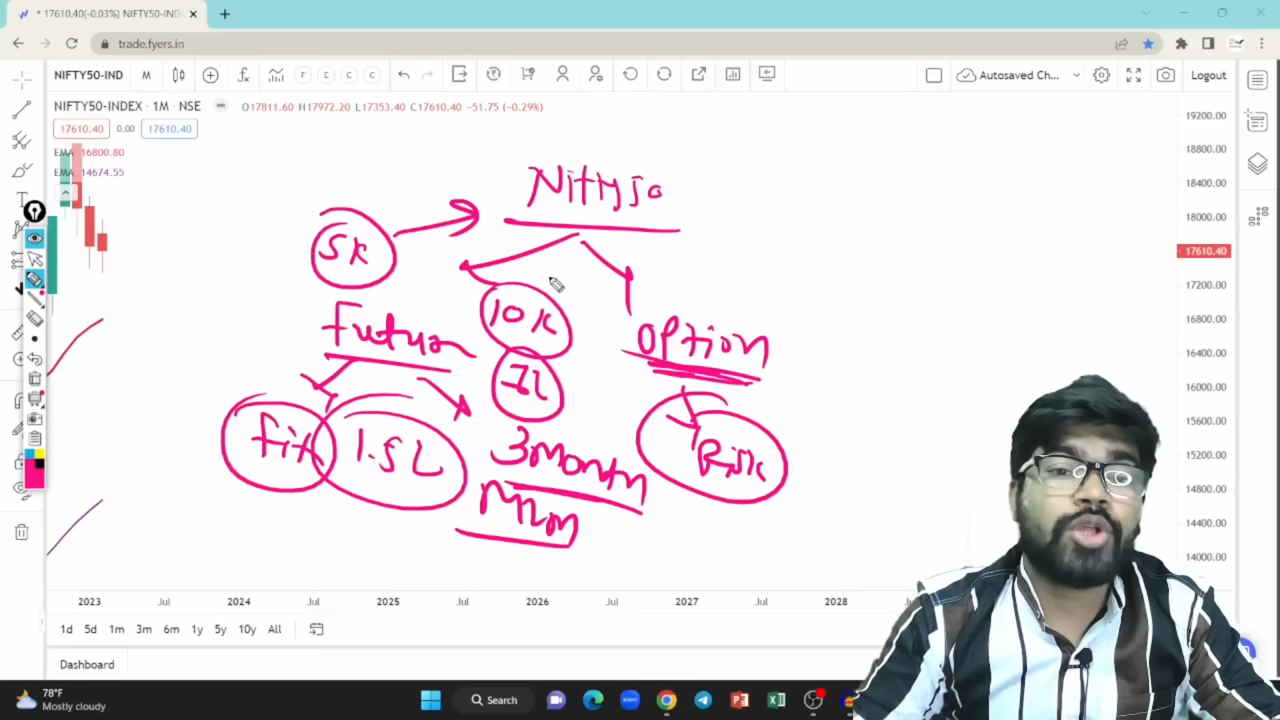 * 17610.40(-0.03%) NIFTY50-IND
trade.fyers.in
NIFTY50-IND M F E C C Autosaved Ch... Logout
NIFTY50-INDEX · 1M · NSE O17811.60 H17972.20 L17353.40 C17610.40 -51.75 (-0.29%)
17610.40 0.00 17610.40
EMA 16800.80
EMA 14674.55
19200.00
18800.00
18400.00
18000.00
17610.40
17200.00
16800.00
16400.00
16000.00
15600.00
15200.00
14800.00
14400.00
14000.00
Nifty50
5K
10K
Option
1.5L
3month
Risk
2023 Jul 2024 Jul 2025 Jul 2026 Jul 2027 Jul 2028
1d 5d 1m 3m 6m 1y 5y 10y All
Dashboard
78°F
Mostly cloudy
Search